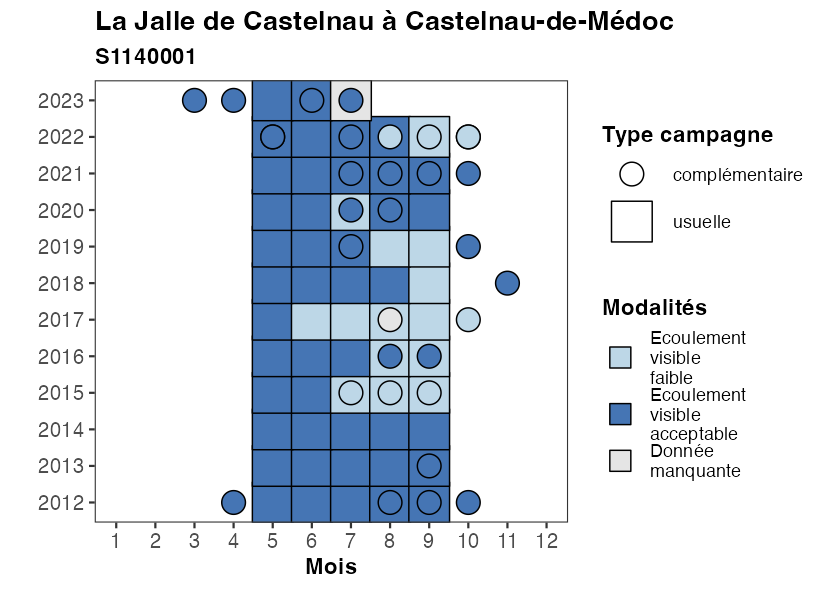 La Jalle de Castelnau à Castelnau-de-Médoc
S1140001
2023
2022
2021
2020
2019
2018
2017
2016
2015
2014
2013
2012
1 2 3 4 5 6 7 8 9 10 11 12
Mois
Type campagne
complémentaire
usuelle
Modalités
Ecoulement
visible
faible
Ecoulement
visible
acceptable
Donnée
manquante